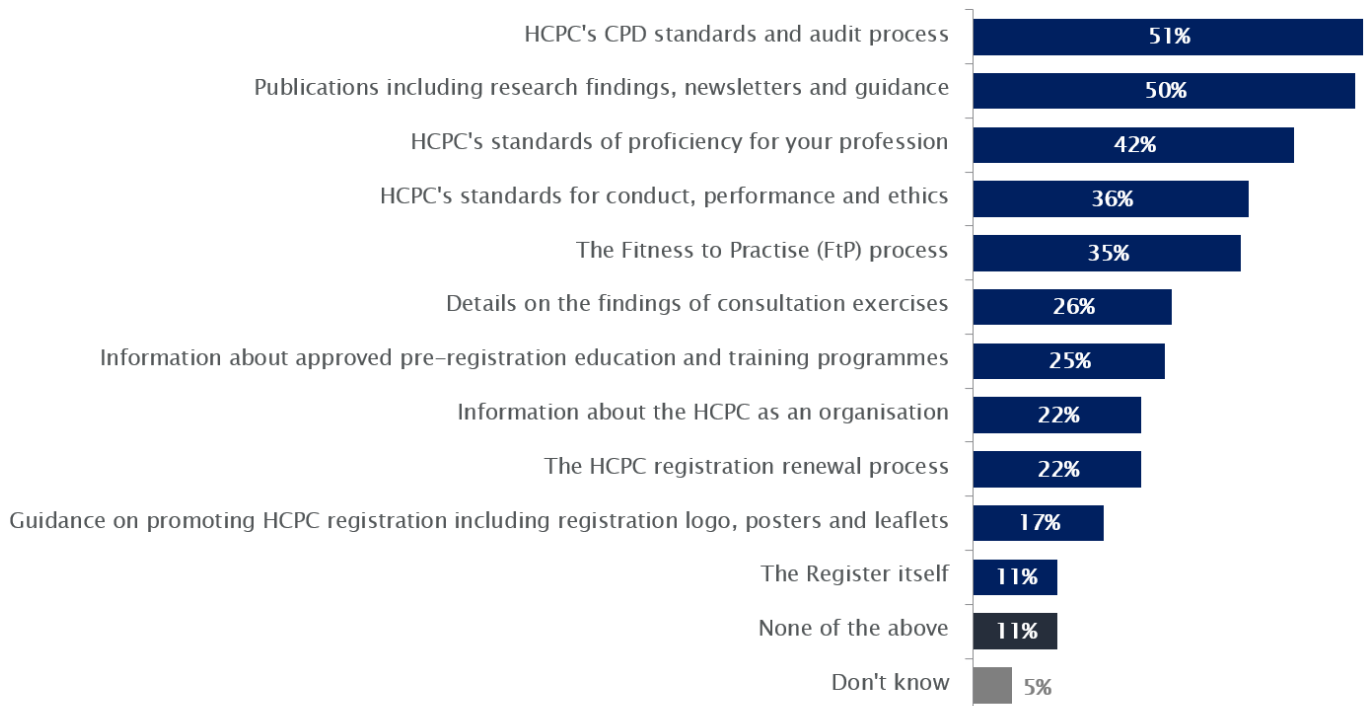 HCPC's CPD standards and audit process 51%
Publications including research findings, newsletters and guidance 50%
HCPC's standards of proficiency for your profession 42%
HCPC's standards for conduct, performance and ethics 36%
The Fitness to Practise (FtP) process 35%
Details on the findings of consultation exercises 26%
Information about approved pre-registration education and training programmes 25%
Information about the HCPC as an organisation 22%
The HCPC registration renewal process 22%
Guidance on promoting HCPC registration including registration logo, posters and leaflets 17%
The Register itself 11%
None of the above 11%
Don't know 5%